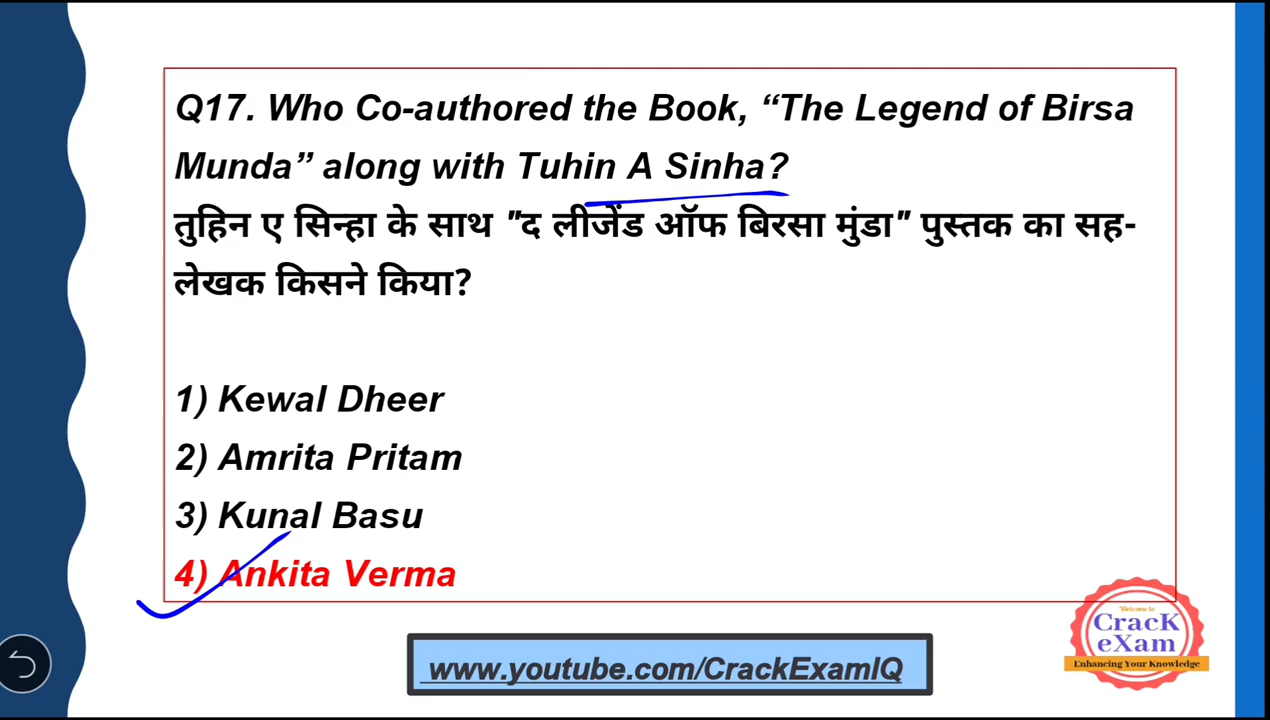 Q17. Who Co-authored the Book, “The Legend of Birsa
Munda” along with Tuhin A Sinha?
तुहिन ए सिन्हा के साथ "द लीजेंड ऑफ बिरसा मुंडा" पुस्तक का सह-
लेखक किसने किया?
1) Kewal Dheer
2) Amrita Pritam
3) Kunal Basu
4) Ankita Verma
Welcome to
CracK
eXam
Enhancing Your Knowledge
www.youtube.com/CrackExamIQ